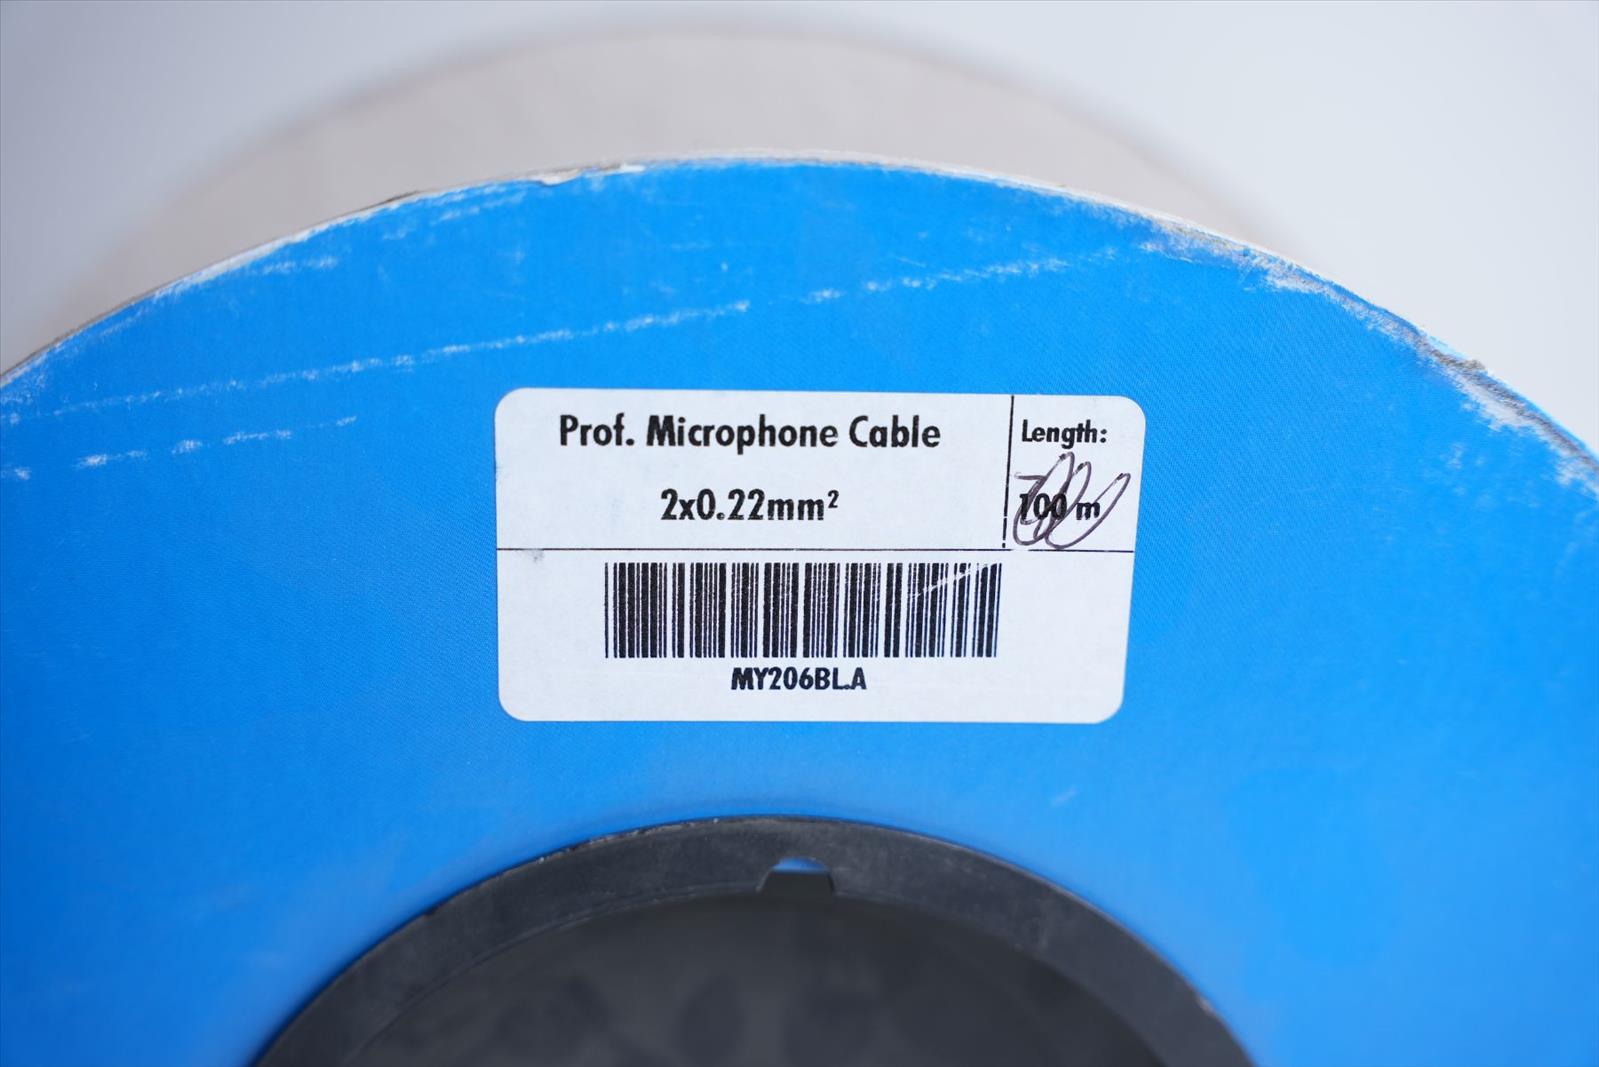 Prof. Microphone Cable
2x0.22mm²
Length:
100 m
MY206BL.A